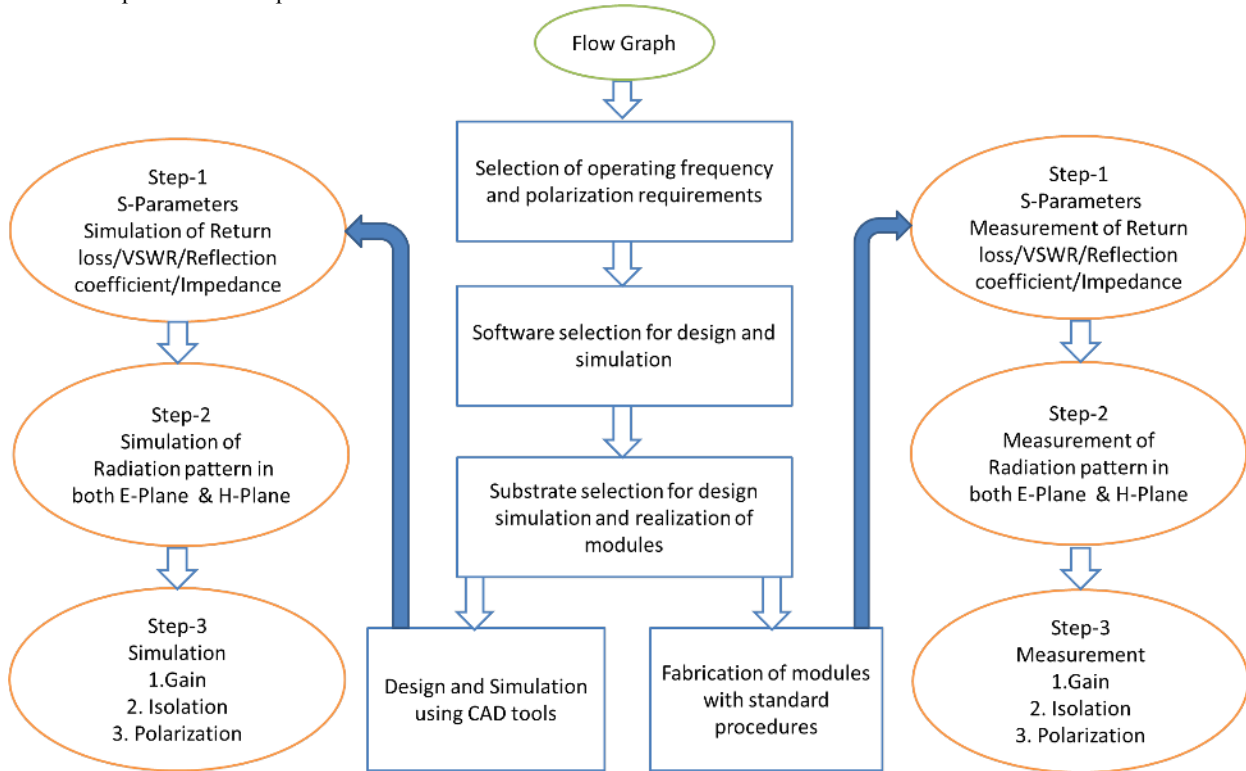 Flow Graph
Selection of operating frequency
and polarization requirements
Software selection for design and
simulation
Substrate selection for design
simulation and realization of
modules
Design and Simulation
using CAD tools
Fabrication of modules
with standard
procedures
Step-1
S-Parameters
Simulation of Return
loss/VSWR/Reflection
coefficient/Impedance
Step-2
Simulation of
Radiation pattern in
both E-Plane & H-Plane
Step-3
Simulation
1.Gain
2. Isolation
3. Polarization
Step-1
S-Parameters
Measurement of Return
loss/VSWR/Reflection
coefficient/Impedance
Step-2
Measurement of
Radiation pattern in
both E-Plane & H-Plane
Step-3
Measurement
1.Gain
2. Isolation
3. Polarization